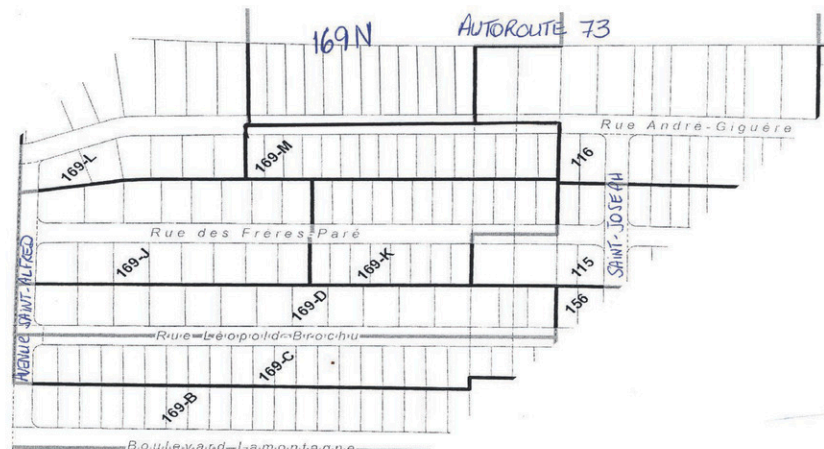 169N
AUTOROUTE 73
Rue André-Giguère
169-L
169-M
116
Rue des Frères-Paré
AVENUE SAINT-ALFRED
SAINT-JOSEPH
169-J
169-K
115
169-D
156
Rue Léopold-Brochu
169-C
169-B
Boulevard Lamontagne